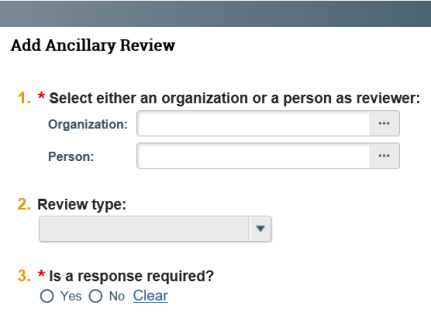 Add Ancillary Review
1. * Select either an organization or a person as reviewer:
Organization: ...
Person: ...
2. Review type:
3. * Is a response required?
Yes No Clear